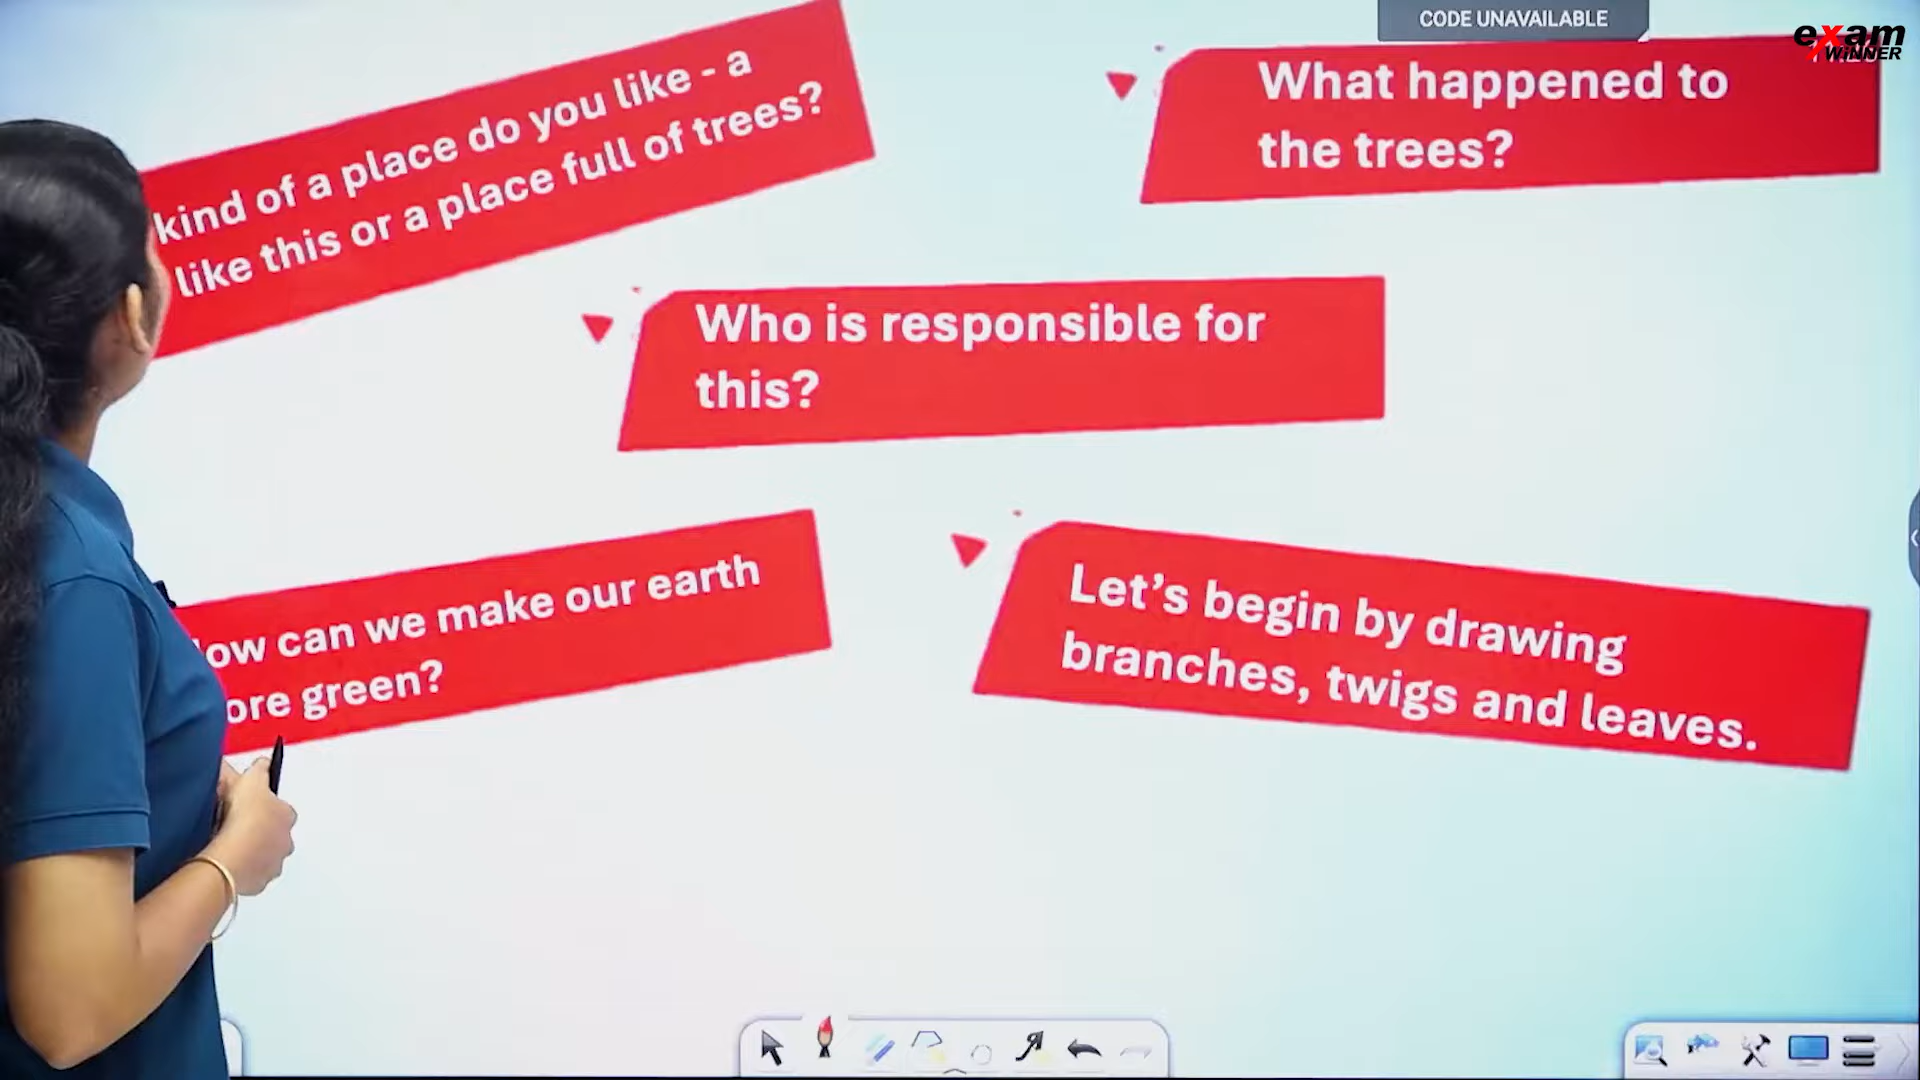 CODE UNAVAILABLE
exam
WINNER
kind of a place do you like - a
like this or a place full of trees?
What happened to
the trees?
Who is responsible for
this?
ow can we make our earth
ore green?
Let's begin by drawing
branches, twigs and leaves.